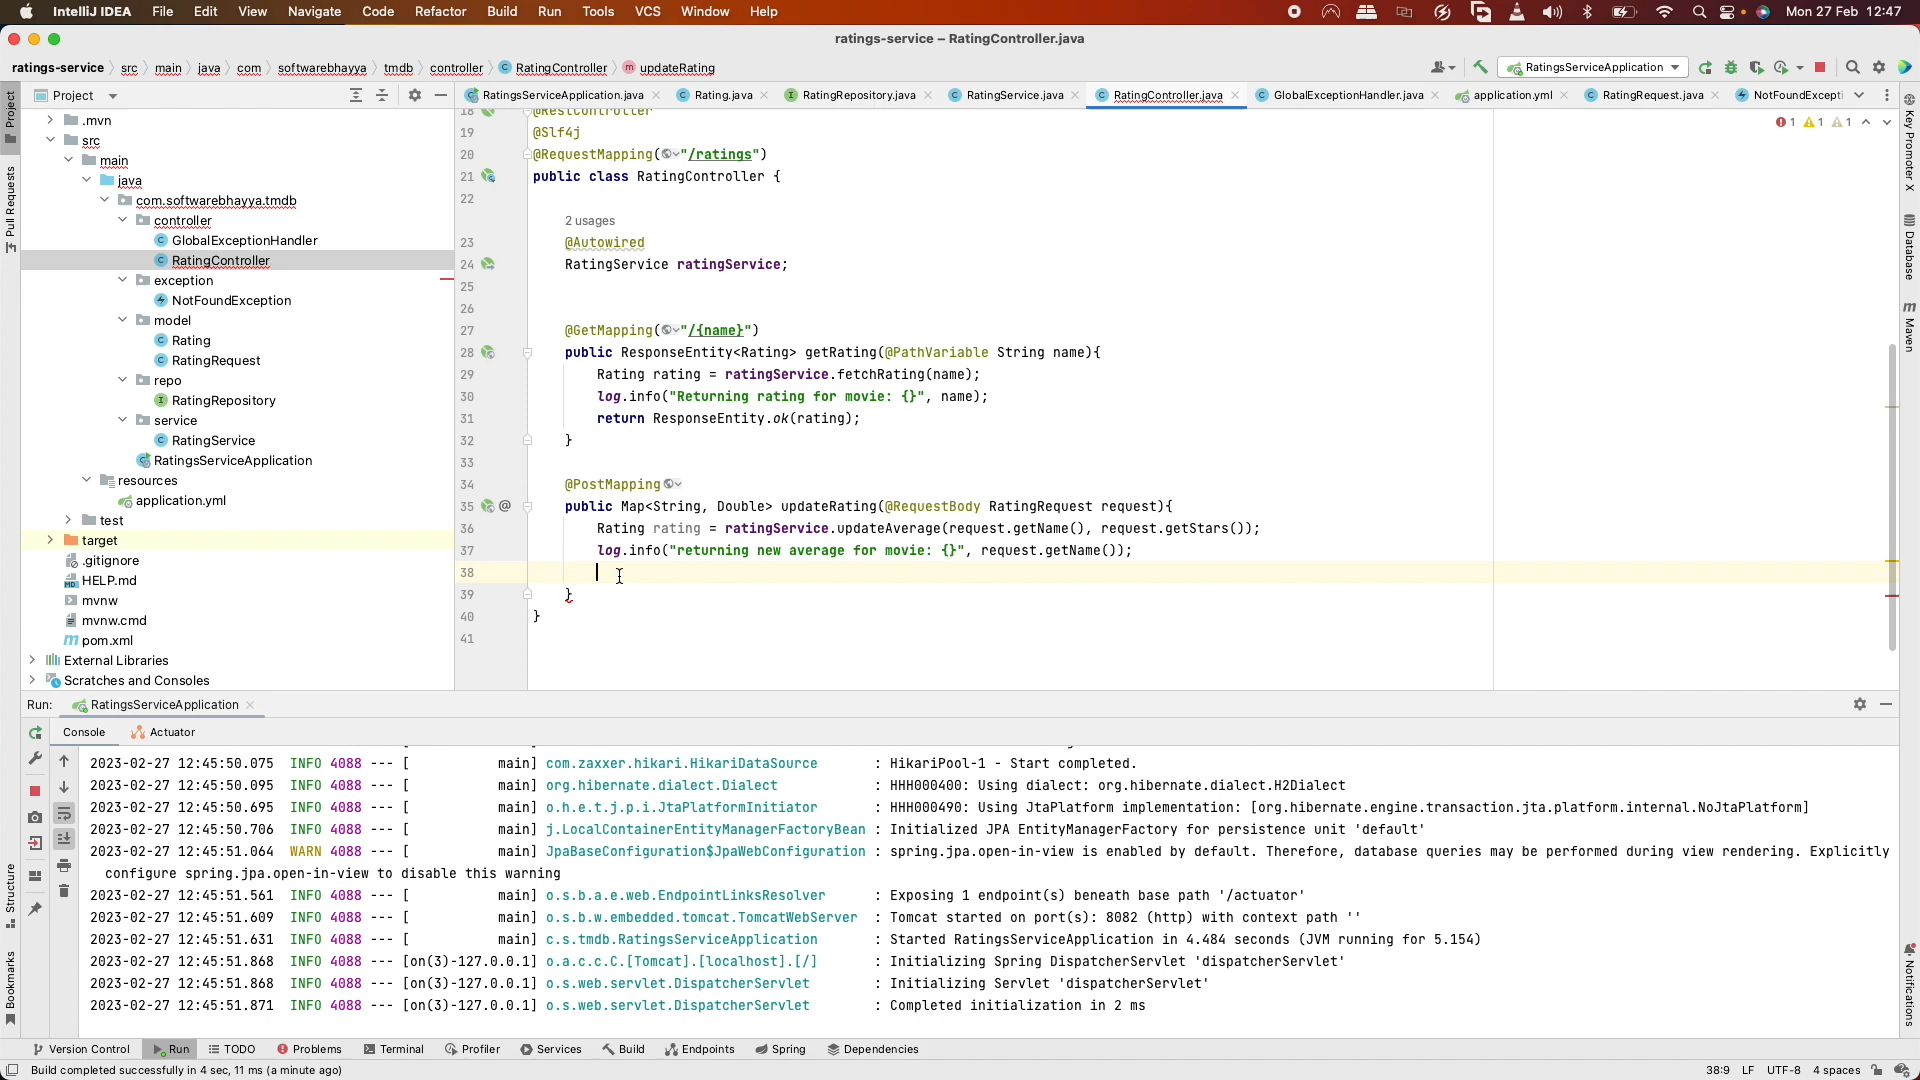 IntelliJ IDEA File Edit View Navigate Code Refactor Build Run Tools VCS Window Help Mon 27 Feb 12:47
ratings-service – RatingController.java
ratings-service src main java com softwarebhayya tmdb controller RatingController updateRating RatingsServiceApplication
Project RatingsServiceApplication.java Rating.java RatingRepository.java RatingService.java RatingController.java GlobalExceptionHandler.java application.yml RatingRequest.java NotFoundExcepti
.mvn
src
main
java
com.softwarebhayya.tmdb
controller
GlobalExceptionHandler
RatingController
exception
NotFoundException
model
Rating
RatingRequest
repo
RatingRepository
service
RatingService
RatingsServiceApplication
resources
application.yml
test
target
.gitignore
HELP.md
mvnw
mvnw.cmd
pom.xml
External Libraries
Scratches and Consoles
1 1 1
18 @RestController
19 @Slf4j
20 @RequestMapping("/ratings")
21 public class RatingController {
22
2 usages
23 @Autowired
24 RatingService ratingService;
25
26
27 @GetMapping("/{name}")
28 public ResponseEntity<Rating> getRating(@PathVariable String name){
29 Rating rating = ratingService.fetchRating(name);
30 log.info("Returning rating for movie: {}", name);
31 return ResponseEntity.ok(rating);
32 }
33
34 @PostMapping
35 @ public Map<String, Double> updateRating(@RequestBody RatingRequest request){
36 Rating rating = ratingService.updateAverage(request.getName(), request.getStars());
37 log.info("returning new average for movie: {}", request.getName());
38
39 }
40 }
41
Project
Pull Requests
Structure
Bookmarks
Key Promoter X
Database
Maven
Notifications
Run: RatingsServiceApplication
Console Actuator
2023-02-27 12:45:50.075 INFO 4088 --- [ main] com.zaxxer.hikari.HikariDataSource : HikariPool-1 - Start completed.
2023-02-27 12:45:50.095 INFO 4088 --- [ main] org.hibernate.dialect.Dialect : HHH000400: Using dialect: org.hibernate.dialect.H2Dialect
2023-02-27 12:45:50.695 INFO 4088 --- [ main] o.h.e.t.j.p.i.JtaPlatformInitiator : HHH000490: Using JtaPlatform implementation: [org.hibernate.engine.transaction.jta.platform.internal.NoJtaPlatform]
2023-02-27 12:45:50.706 INFO 4088 --- [ main] j.LocalContainerEntityManagerFactoryBean : Initialized JPA EntityManagerFactory for persistence unit 'default'
2023-02-27 12:45:51.064 WARN 4088 --- [ main] JpaBaseConfiguration$JpaWebConfiguration : spring.jpa.open-in-view is enabled by default. Therefore, database queries may be performed during view rendering. Explicitly
configure spring.jpa.open-in-view to disable this warning
2023-02-27 12:45:51.561 INFO 4088 --- [ main] o.s.b.a.e.web.EndpointLinksResolver : Exposing 1 endpoint(s) beneath base path '/actuator'
2023-02-27 12:45:51.609 INFO 4088 --- [ main] o.s.b.w.embedded.tomcat.TomcatWebServer : Tomcat started on port(s): 8082 (http) with context path ''
2023-02-27 12:45:51.631 INFO 4088 --- [ main] c.s.tmdb.RatingsServiceApplication : Started RatingsServiceApplication in 4.484 seconds (JVM running for 5.154)
2023-02-27 12:45:51.868 INFO 4088 --- [on(3)-127.0.0.1] o.a.c.c.C.[Tomcat].[localhost].[/] : Initializing Spring DispatcherServlet 'dispatcherServlet'
2023-02-27 12:45:51.868 INFO 4088 --- [on(3)-127.0.0.1] o.s.web.servlet.DispatcherServlet : Initializing Servlet 'dispatcherServlet'
2023-02-27 12:45:51.871 INFO 4088 --- [on(3)-127.0.0.1] o.s.web.servlet.DispatcherServlet : Completed initialization in 2 ms
Version Control Run TODO Problems Terminal Profiler Services Build Endpoints Spring Dependencies
Build completed successfully in 4 sec, 11 ms (a minute ago) 38:9 LF UTF-8 4 spaces